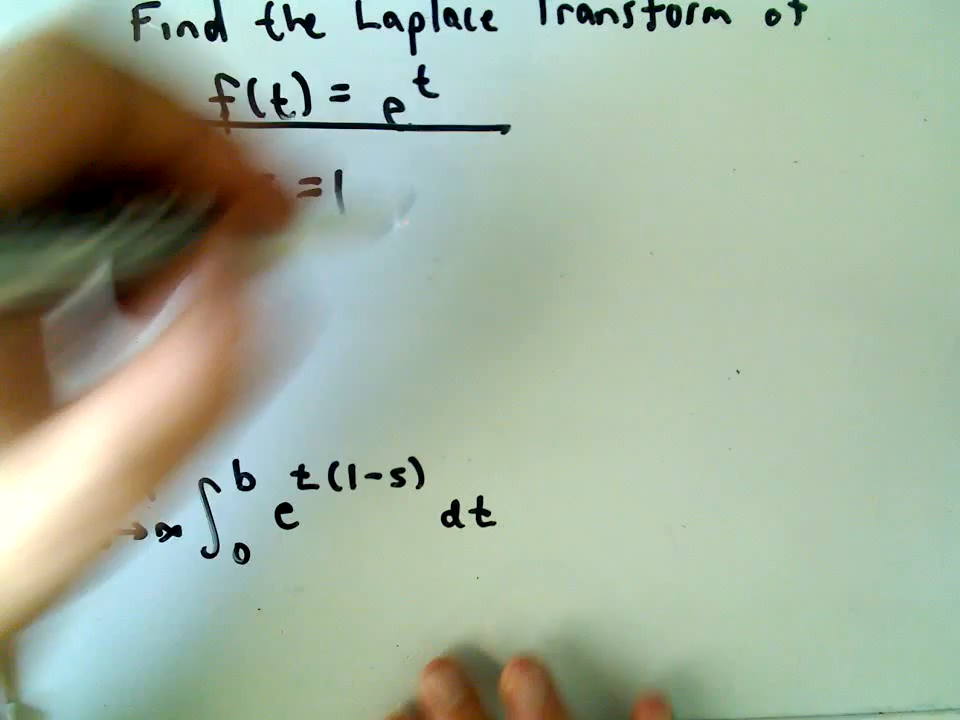 Find the Laplace Transform of
f(t) = e^t
= 1
→∞ ∫_0^b e^{t(1-s)} dt